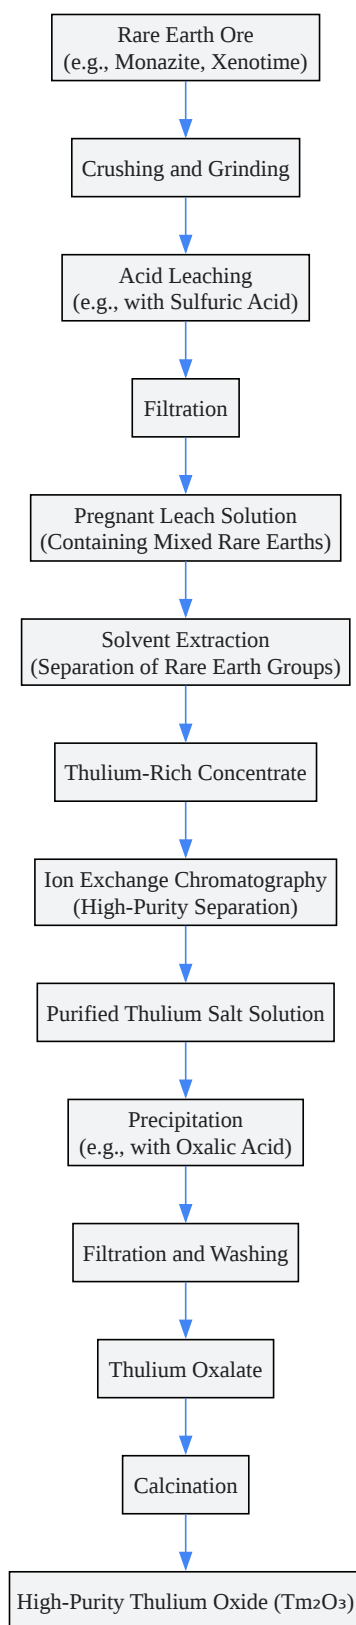 Rare Earth Ore
(e.g., Monazite, Xenotime)
Crushing and Grinding
Acid Leaching
(e.g., with Sulfuric Acid)
Filtration
Pregnant Leach Solution
(Containing Mixed Rare Earths)
Solvent Extraction
(Separation of Rare Earth Groups)
Thulium-Rich Concentrate
Ion Exchange Chromatography
(High-Purity Separation)
Purified Thulium Salt Solution
Precipitation
(e.g., with Oxalic Acid)
Filtration and Washing
Thulium Oxalate
Calcination
High-Purity Thulium Oxide (Tm₂O₃)